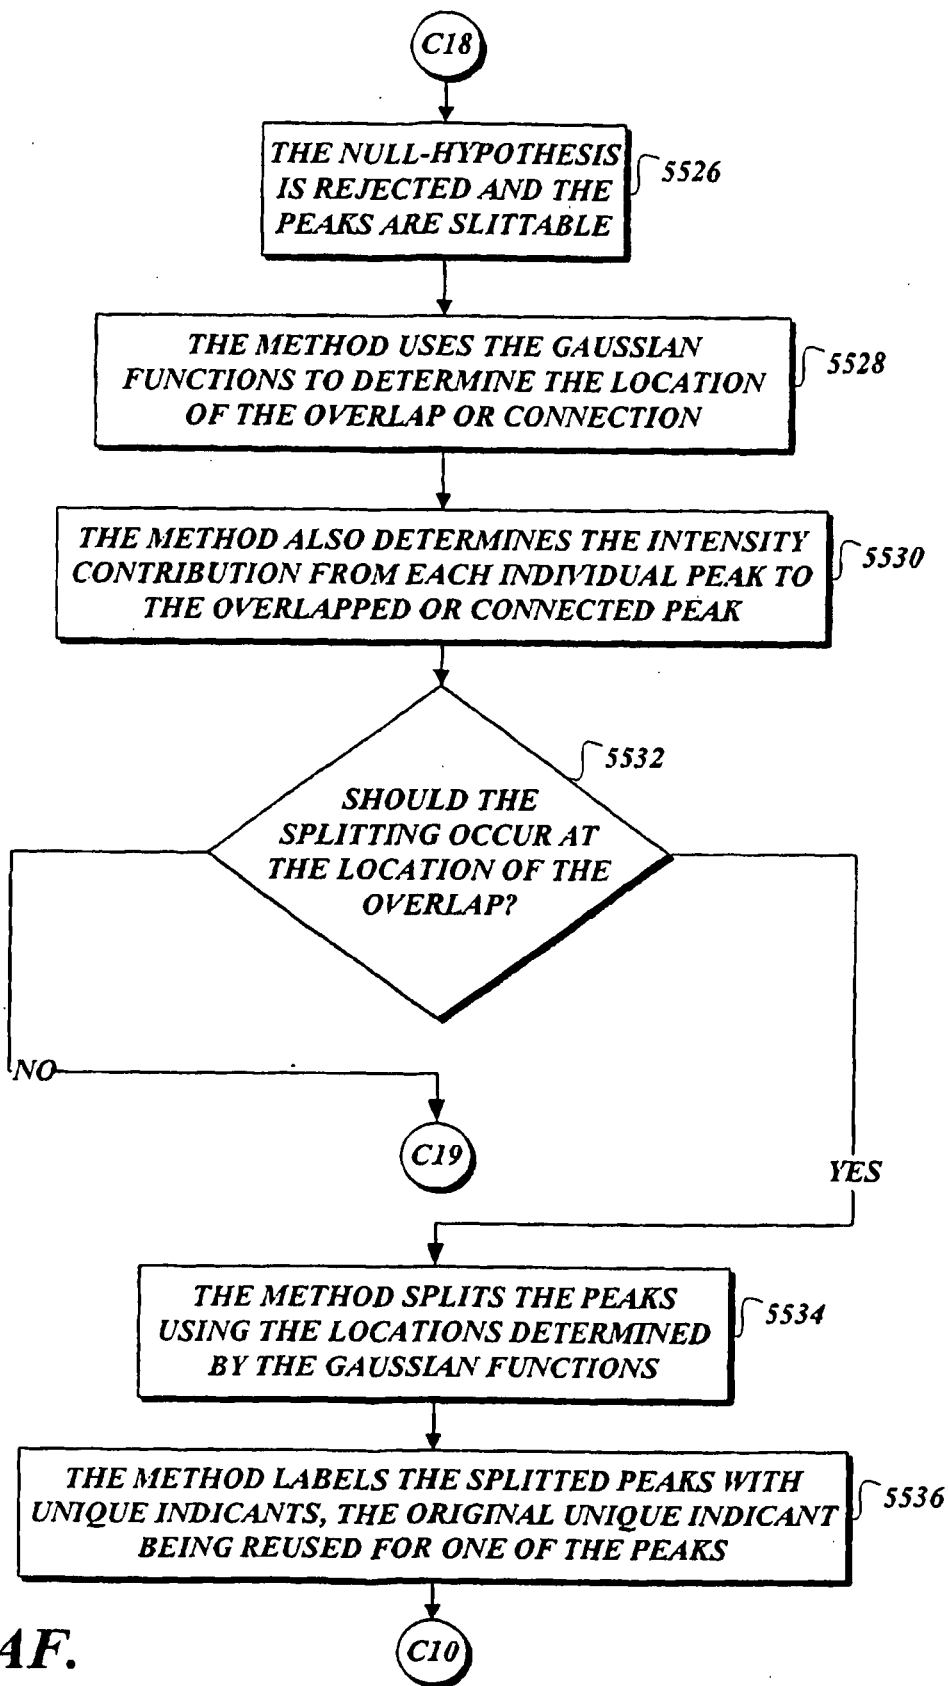 C18
THE NULL-HYPOTHESIS
IS REJECTED AND THE
PEAKS ARE SLITTABLE
5526
THE METHOD USES THE GAUSSIAN
FUNCTIONS TO DETERMINE THE LOCATION
OF THE OVERLAP OR CONNECTION
5528
THE METHOD ALSO DETERMINES THE INTENSITY
CONTRIBUTION FROM EACH INDIVIDUAL PEAK TO
THE OVERLAPPED OR CONNECTED PEAK
5530
SHOULD THE
SPLITTING OCCUR AT
THE LOCATION OF THE
OVERLAP?
5532
NO
C19
YES
THE METHOD SPLITS THE PEAKS
USING THE LOCATIONS DETERMINED
BY THE GAUSSIAN FUNCTIONS
5534
THE METHOD LABELS THE SPLITTED PEAKS WITH
UNIQUE INDICANTS, THE ORIGINAL UNIQUE INDICANT
BEING REUSED FOR ONE OF THE PEAKS
5536
C10
AF.